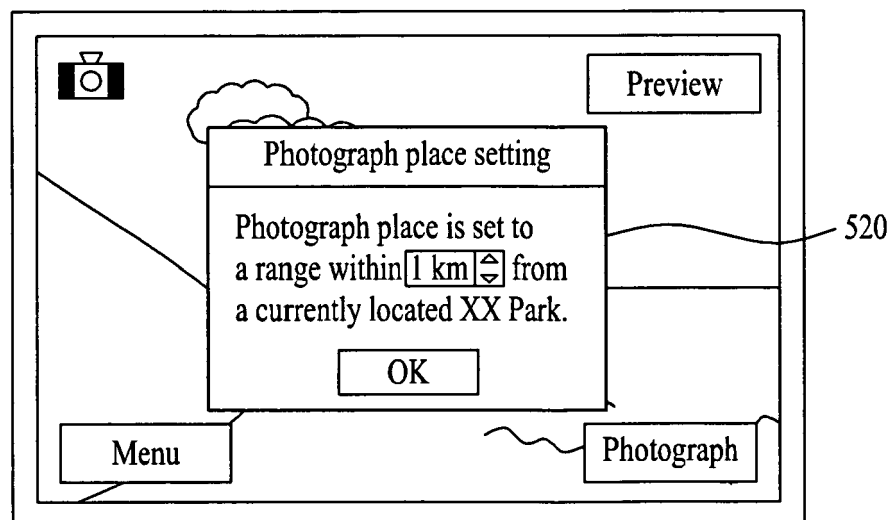 Preview
Photograph place setting
Photograph place is set to
a range within 1 km from
a currently located XX Park.
520
OK
Menu
Photograph